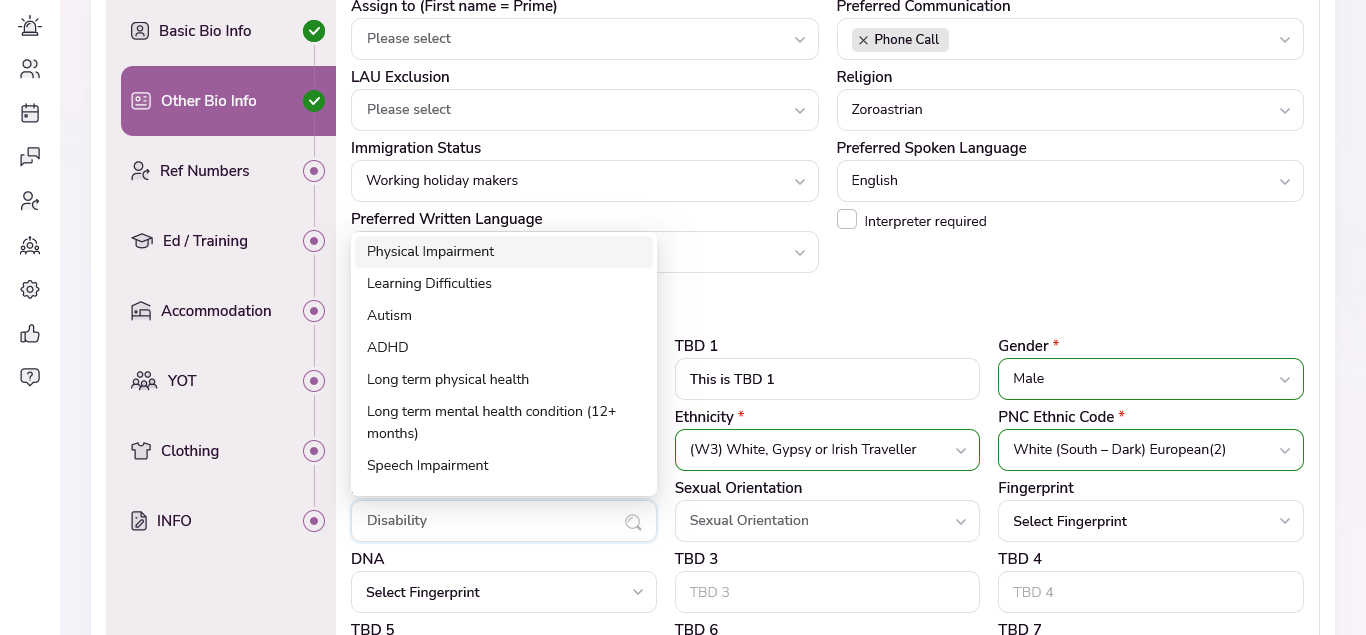 Basic Bio Info
Other Bio Info
Ref Numbers
Ed / Training
Accommodation
YOT
Clothing
INFO
Assign to (First name = Prime)
Please select
Preferred Communication
Phone Call
LAU Exclusion
Please select
Religion
Zoroastrian
Immigration Status
Working holiday makers
Preferred Spoken Language
English
Preferred Written Language
Interpreter required
Physical Impairment
Learning Difficulties
Autism
ADHD
Long term physical health
Long term mental health condition (12+
months)
Speech Impairment
TBD 1
This is TBD 1
Gender *
Male
Ethnicity *
(W3) White, Gypsy or Irish Traveller
PNC Ethnic Code *
White (South – Dark) European(2)
Disability
Sexual Orientation
Sexual Orientation
Fingerprint
Select Fingerprint
DNA
Select Fingerprint
TBD 3
TBD 3
TBD 4
TBD 4
TBD 5
TBD 6
TBD 7